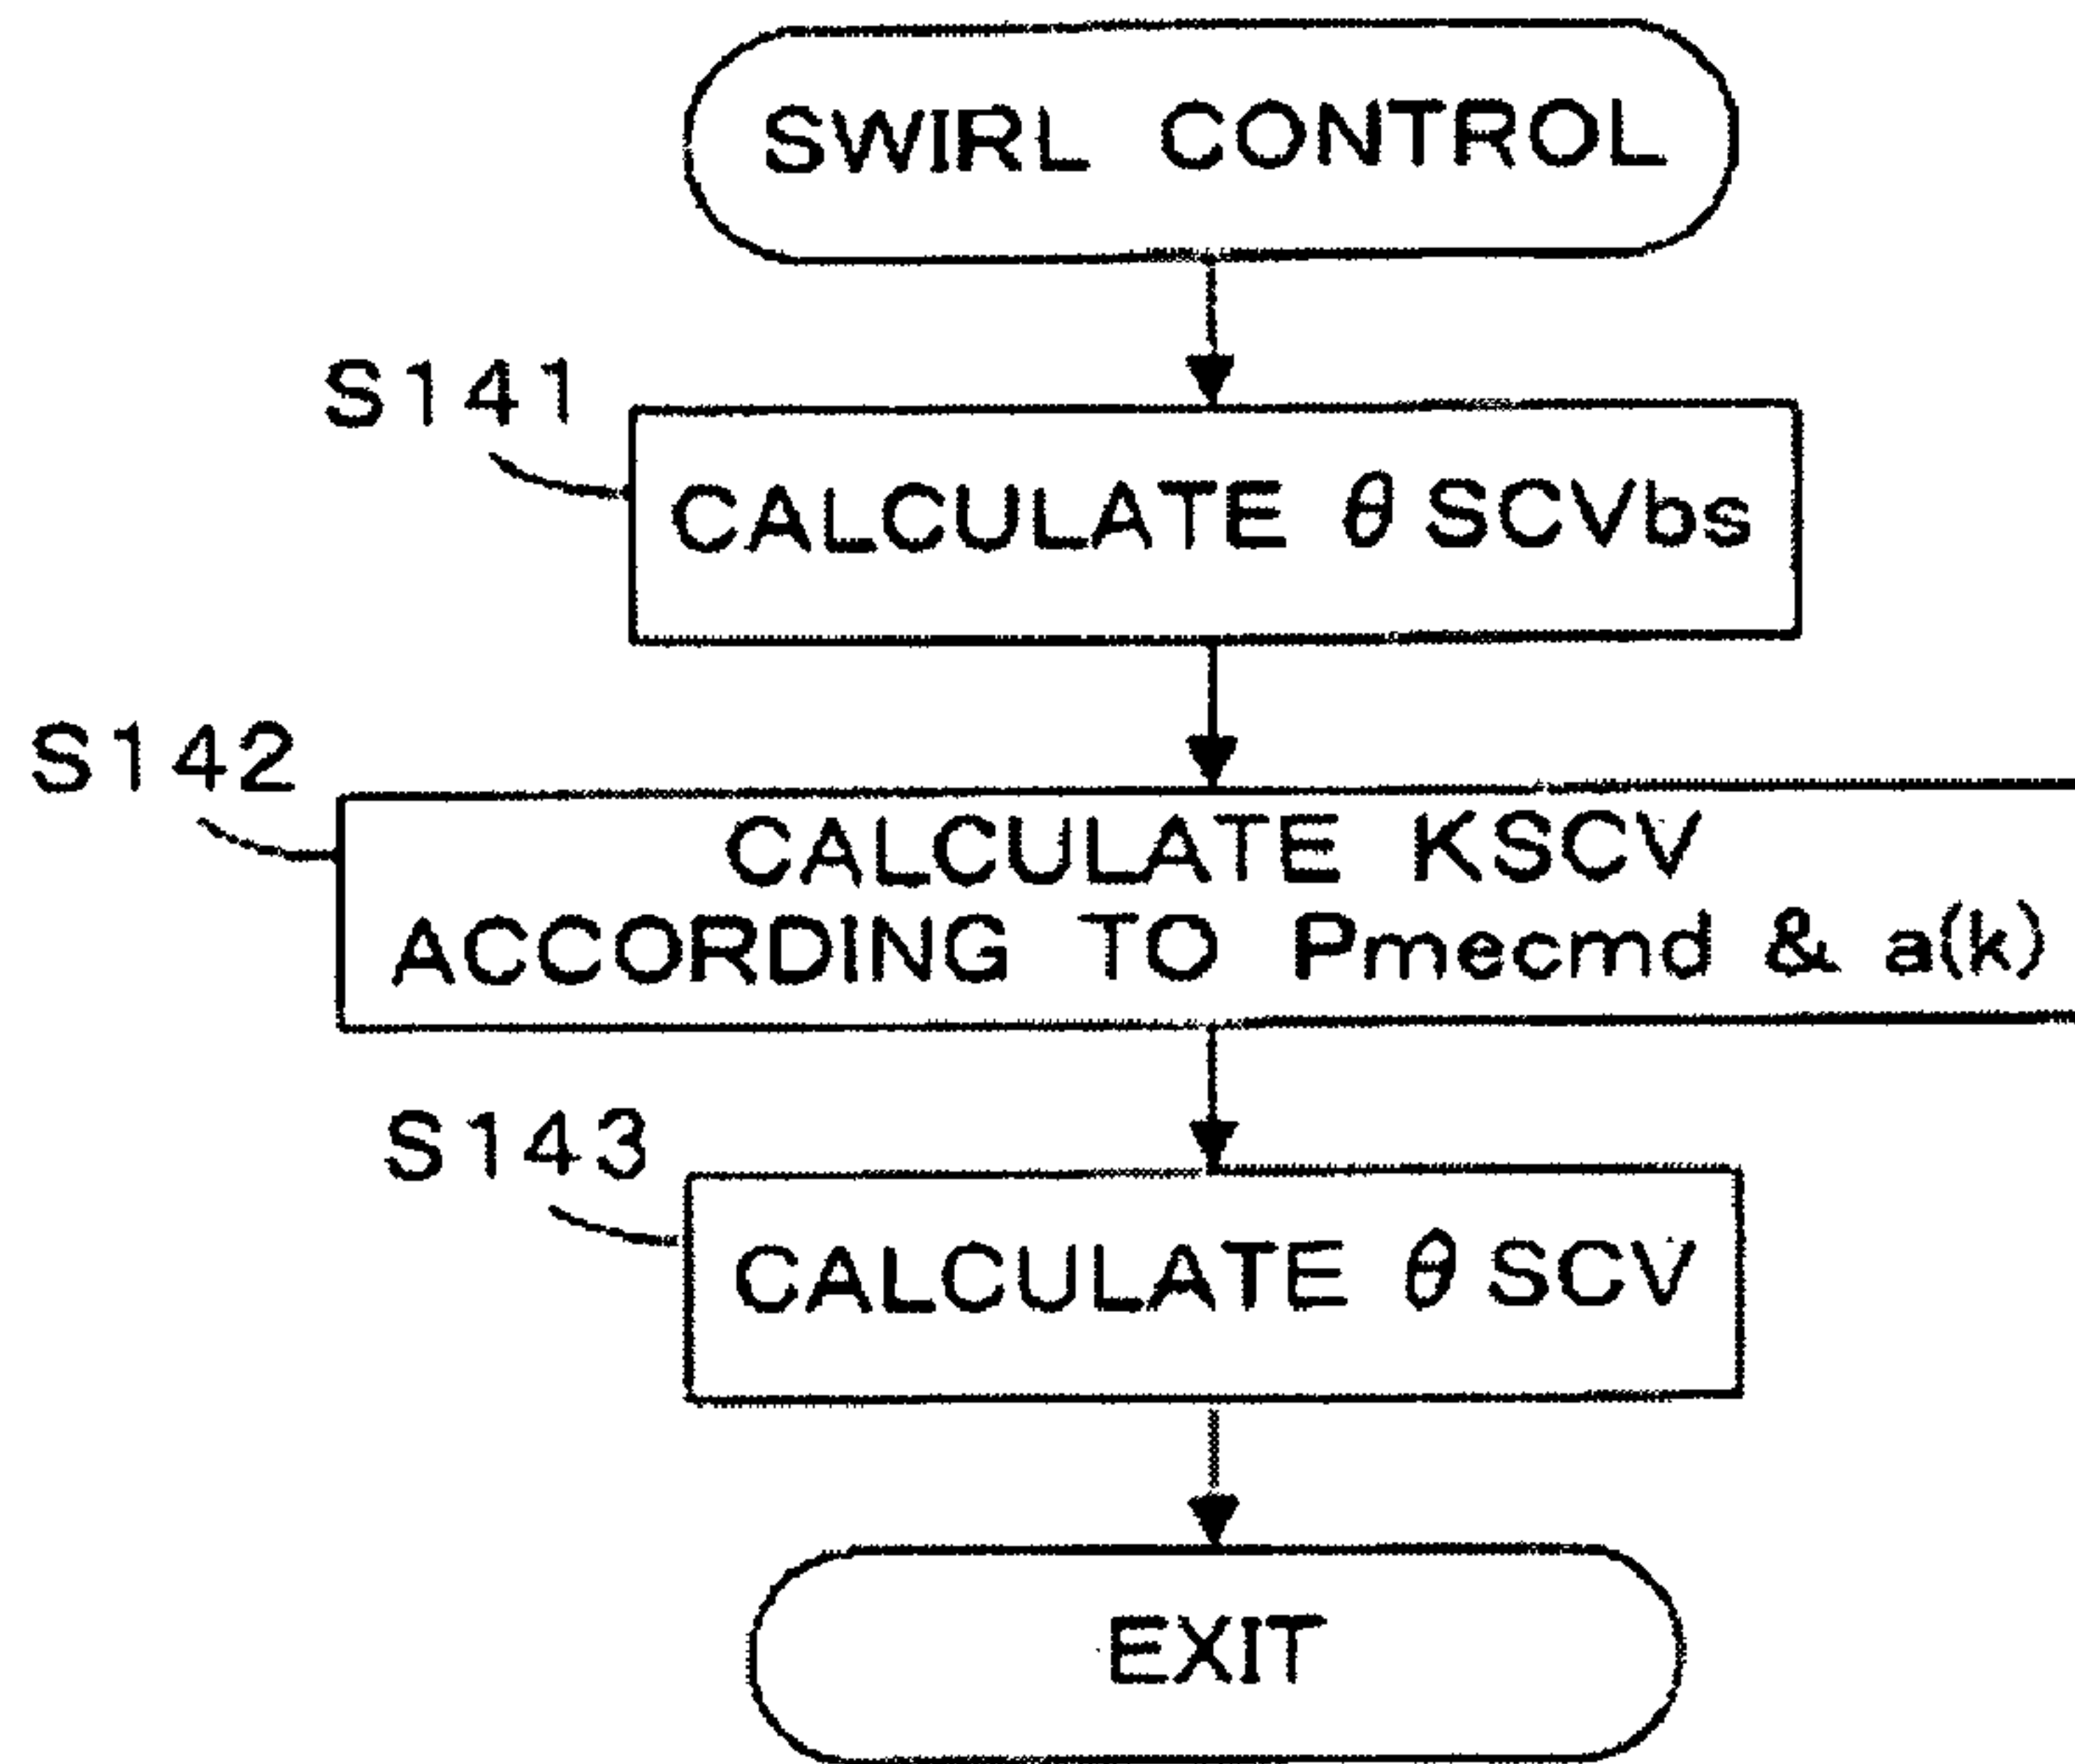 SWIRL CONTROL
S141
CALCULATE θSCVbs
S142
CALCULATE KSCV
ACCORDING TO Pmecmd & a(k)
S143
CALCULATE θSCV
EXIT